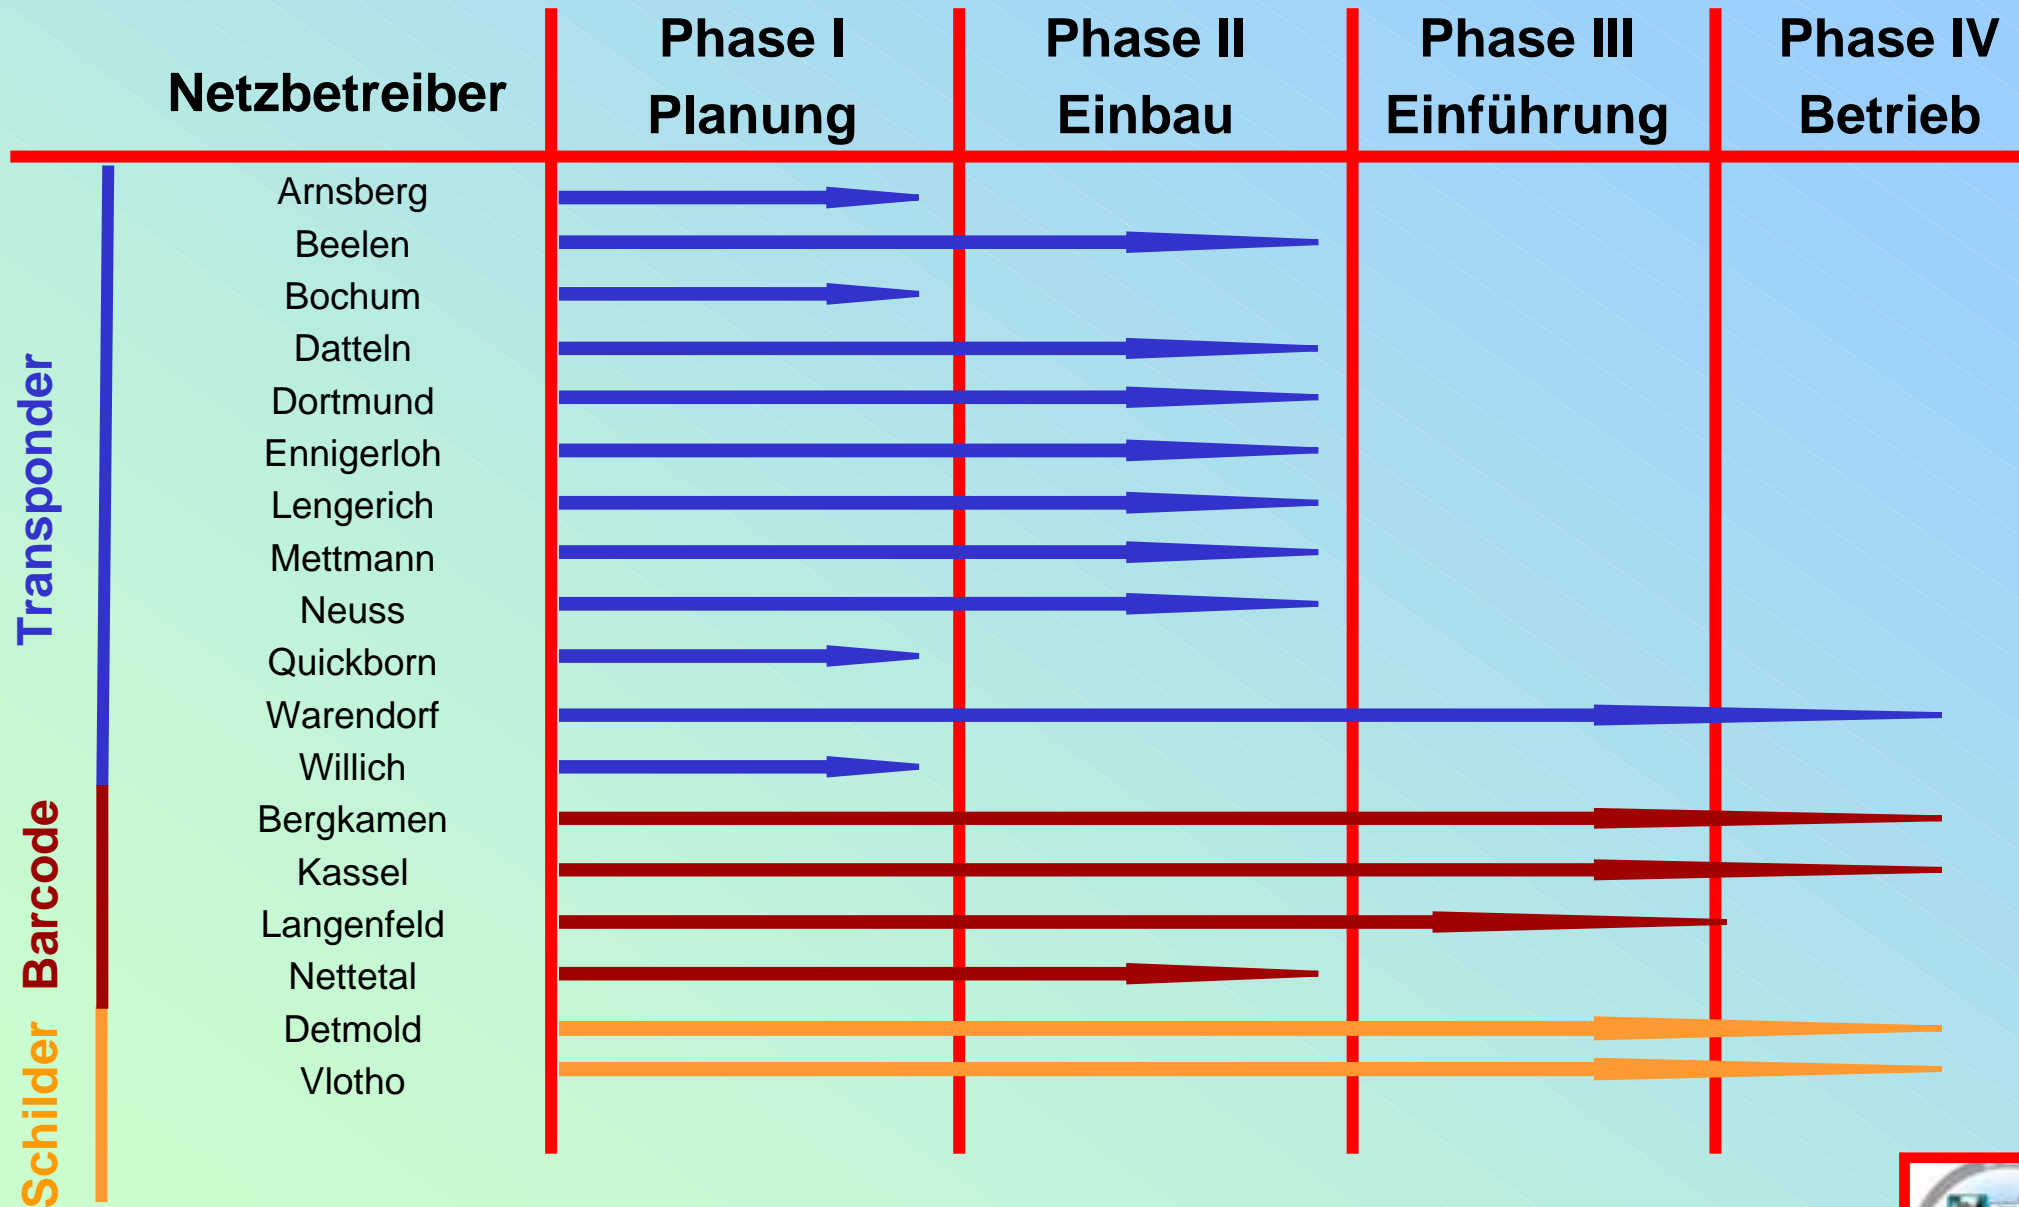 Netzbetreiber
Phase I
Planung
Phase II
Einbau
Phase III
Einführung
Phase IV
Betrieb
Transponder
Arnsberg
Beelen
Bochum
Datteln
Dortmund
Ennigerloh
Lengerich
Mettmann
Neuss
Quickborn
Warendorf
Willich
Barcode
Bergkamen
Kassel
Langenfeld
Nettetal
Schilder
Detmold
Vlotho